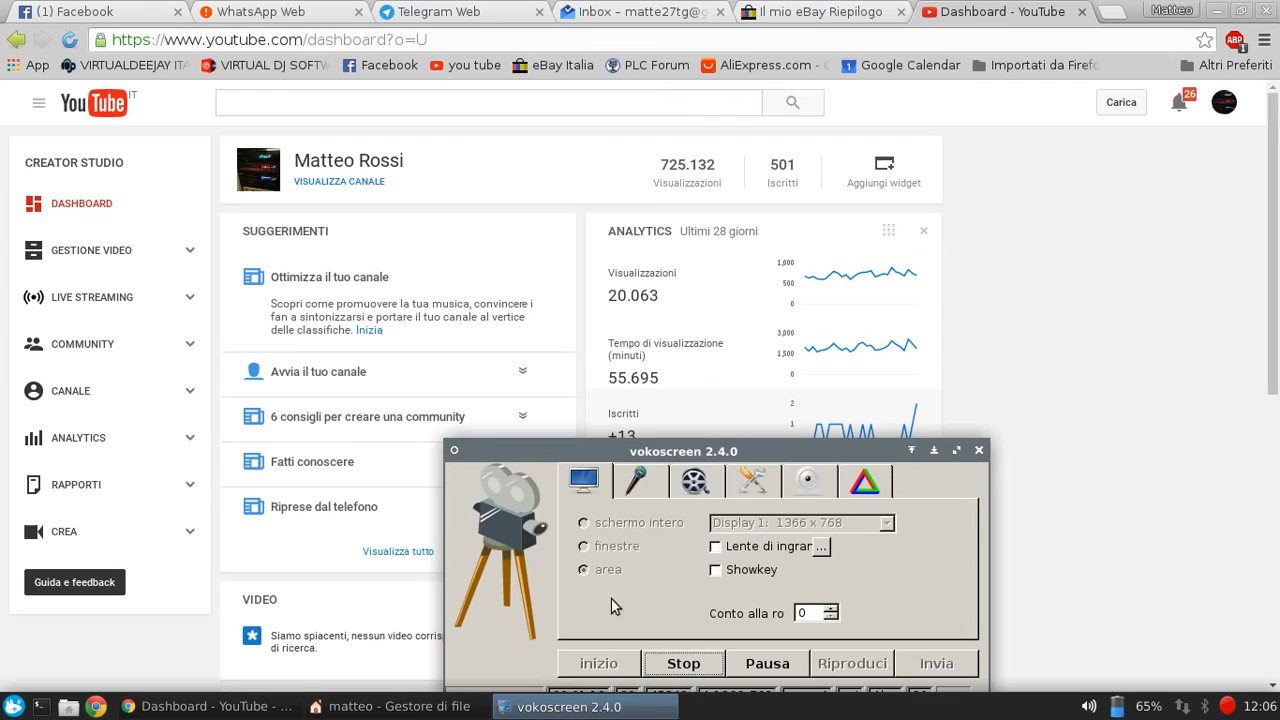 f (1) Facebook
WhatsApp Web
Telegram Web
Inbox - matte27tg@g
Il mio eBay Riepilogo
Dashboard - YouTube
Matteo
https://www.youtube.com/dashboard?o=U
ABP
1
App
VIRTUALDEEJAY ITA
VIRTUAL DJ SOFTW
Facebook
you tube
eBay Italia
PLC Forum
AliExpress.com - C
Google Calendar
Importati da Firefo
Altri Preferiti
YouTube IT
Carica
26
CREATOR STUDIO
Matteo Rossi
VISUALIZZA CANALE
725.132
Visualizzazioni
501
Iscritti
Aggiungi widget
DASHBOARD
GESTIONE VIDEO
LIVE STREAMING
COMMUNITY
CANALE
ANALYTICS
RAPPORTI
CREA
Guida e feedback
SUGGERIMENTI
Ottimizza il tuo canale
Scopri come promuovere la tua musica, convincere i
fan a sintonizzarsi e portare il tuo canale al vertice
delle classifiche. Inizia
Avvia il tuo canale
6 consigli per creare una community
Fatti conoscere
Riprese dal telefono
Visualizza tutto
VIDEO
Siamo spiacenti, nessun video corris
di ricerca.
ANALYTICS Ultimi 28 giorni
Visualizzazioni
20.063
1,000
500
0
Tempo di visualizzazione
(minuti)
55.695
3,000
1,500
0
Iscritti
+13
2
1
vokoscreen 2.4.0
schermo intero
Display 1: 1366 x 768
finestre
Lente di ingran
...
area
Showkey
Conto alla ro
0
inizio
Stop
Pausa
Riproduci
Invia
Dashboard - YouTube - ...
matteo - Gestore di file
vokoscreen 2.4.0
65%
12:06